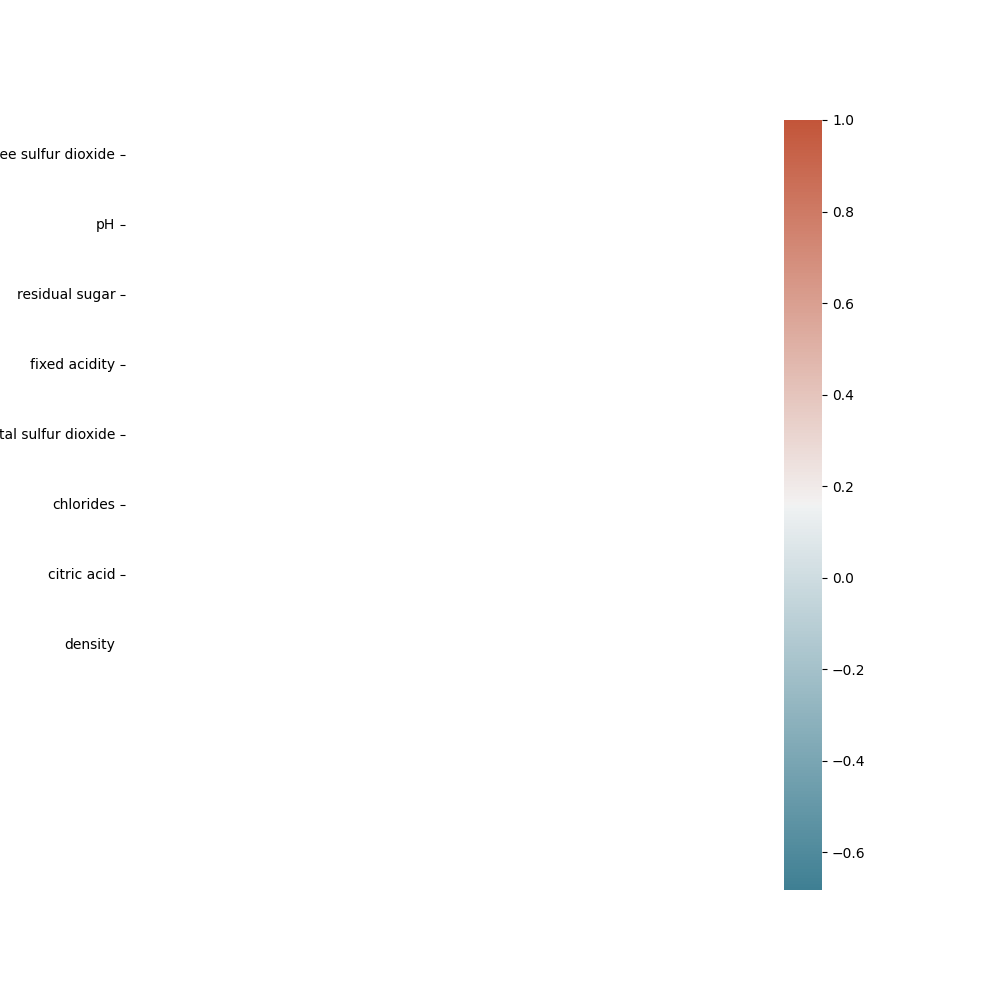 ee sulfur dioxide
pH
residual sugar
fixed acidity
tal sulfur dioxide
chlorides
citric acid
density
1.0
0.8
0.6
0.4
0.2
0.0
−0.2
−0.4
−0.6